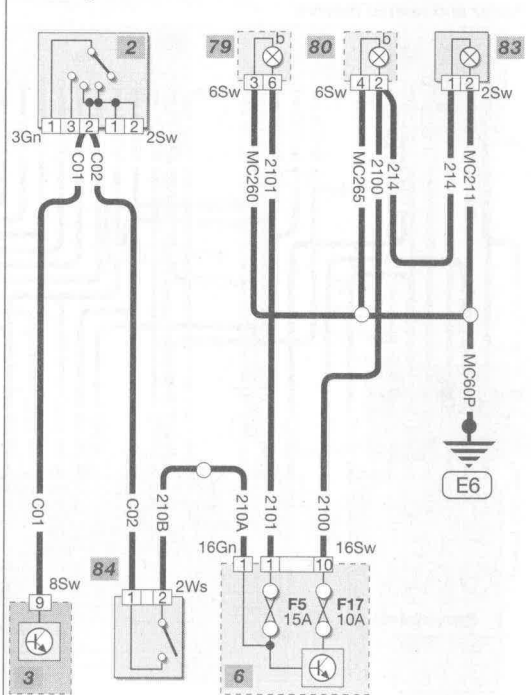 2 79 b 80 b 83
1 3 2 1 2 3 6 4 2 1 2
3Gn 2Sw 6Sw 6Sw 2Sw
C01 C02 MC260 2101 MC265 2100 214 214 MC211
MC60P
E6
C01 C02 210B 210A 2101 2100
16Gn 1 1 10 16Sw
84
8Sw 2Ws
9 1 2
F5 F17
15A 10A
3 6